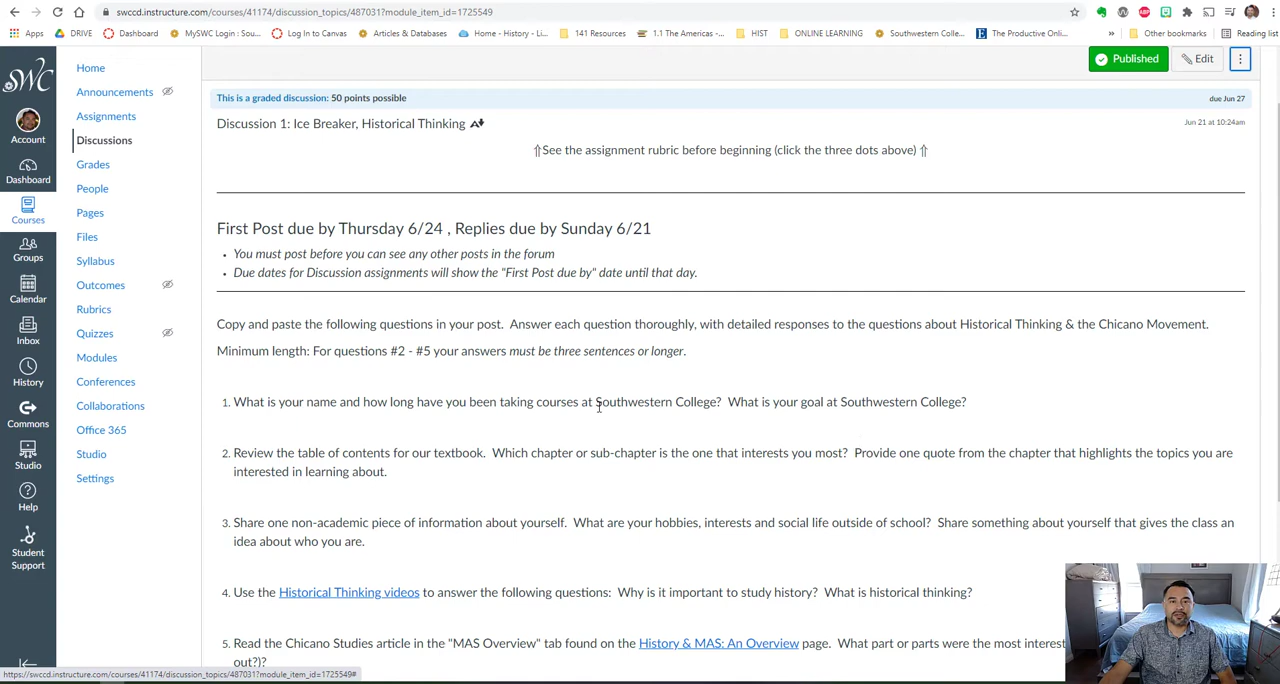 swccd.instructure.com/courses/41174/discussion_topics/487031?module_item_id=1725549
Apps DRIVE Dashboard MySWC Login : Sou... Log In to Canvas Articles & Databases Home - History - Li... 141 Resources 1.1 The Americas -... HIST ONLINE LEARNING Southwestern Colle... The Productive Onli... » Other bookmarks Reading list
SWC
Account
Dashboard
Courses
Groups
Calendar
Inbox
History
Commons
Studio
Help
Student
Support
Home
Announcements
Assignments
Discussions
Grades
People
Pages
Files
Syllabus
Outcomes
Rubrics
Quizzes
Modules
Conferences
Collaborations
Office 365
Studio
Settings
Published Edit
This is a graded discussion: 50 points possible due Jun 27
Discussion 1: Ice Breaker, Historical Thinking Jun 21 at 10:24am
⇑See the assignment rubric before beginning (click the three dots above) ⇑
First Post due by Thursday 6/24 , Replies due by Sunday 6/21
• You must post before you can see any other posts in the forum
• Due dates for Discussion assignments will show the "First Post due by" date until that day.
Copy and paste the following questions in your post. Answer each question thoroughly, with detailed responses to the questions about Historical Thinking & the Chicano Movement.
Minimum length: For questions #2 - #5 your answers must be three sentences or longer.
1. What is your name and how long have you been taking courses at Southwestern College? What is your goal at Southwestern College?
2. Review the table of contents for our textbook. Which chapter or sub-chapter is the one that interests you most? Provide one quote from the chapter that highlights the topics you are
interested in learning about.
3. Share one non-academic piece of information about yourself. What are your hobbies, interests and social life outside of school? Share something about yourself that gives the class an
idea about who you are.
4. Use the Historical Thinking videos to answer the following questions: Why is it important to study history? What is historical thinking?
5. Read the Chicano Studies article in the "MAS Overview" tab found on the History & MAS: An Overview page. What part or parts were the most interest
out?)?
https://swccd.instructure.com/courses/41174/discussion_topics/487031?module_item_id=1725549#